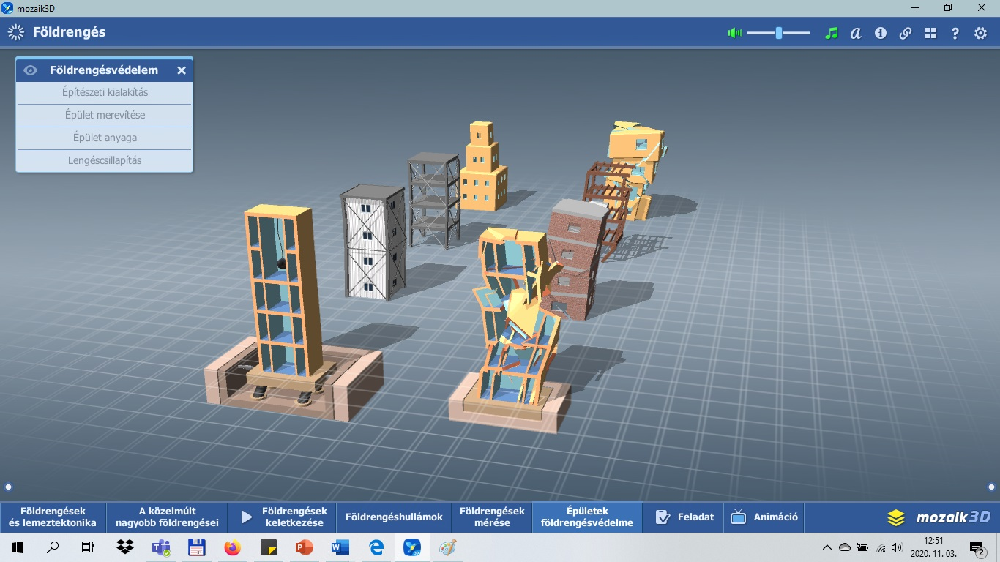 mozaik3D
Földrengés
Földrengésvédelem
Építészeti kialakítás
Épület merevítése
Épület anyaga
Lengéscsillapítás
Földrengések
és lemeztektonika
A közelmúlt
nagyobb földrengései
Földrengések
keletkezése
Földrengéshullámok
Földrengések
mérése
Épületek
földrengésvédelme
Feladat
Animáció
mozaik3D
12:51
2020. 11. 03.
2